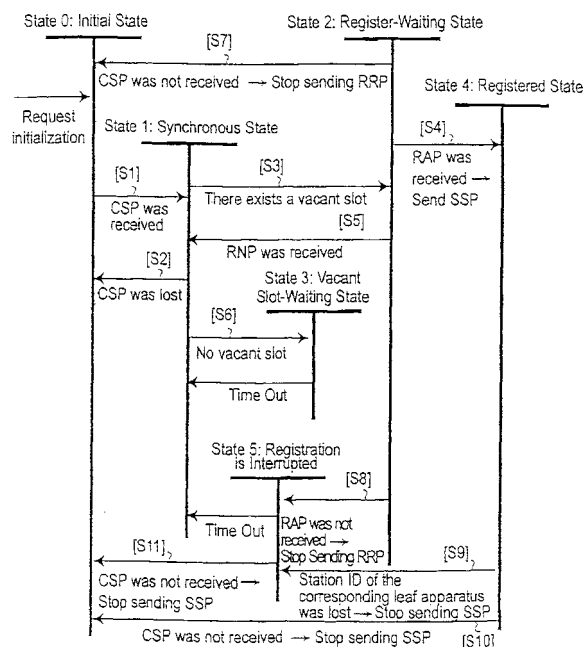 State 0: Initial State
State 2: Register-Waiting State
[S7]
CSP was not received → Stop sending RRP
State 4: Registered State
Request
initialization
State 1: Synchronous State
[S4]
RAP was
received →
Send SSP
[S1]
CSP was
received
[S3]
There exists a vacant slot
[S5]
RNP was received
[S2]
CSP was lost
State 3: Vacant
Slot-Waiting State
[S6]
No vacant slot
Time Out
State 5: Registration
is Interrupted
[S8]
Time Out
RAP was not
received →
Stop Sending RRP
[S11]
CSP was not received →
Stop sending SSP
[S9]
Station ID of the
corresponding leaf apparatus
was lost → Stop sending SSP
CSP was not received → Stop sending SSP
[S10]